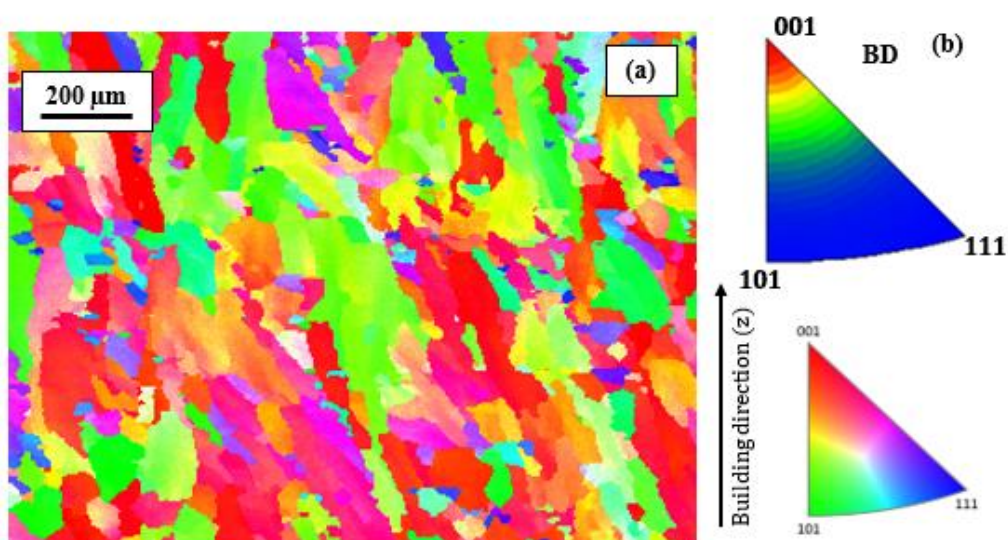 200 µm
(a)
001
BD
(b)
101
111
Building direction (z)
001
101
111